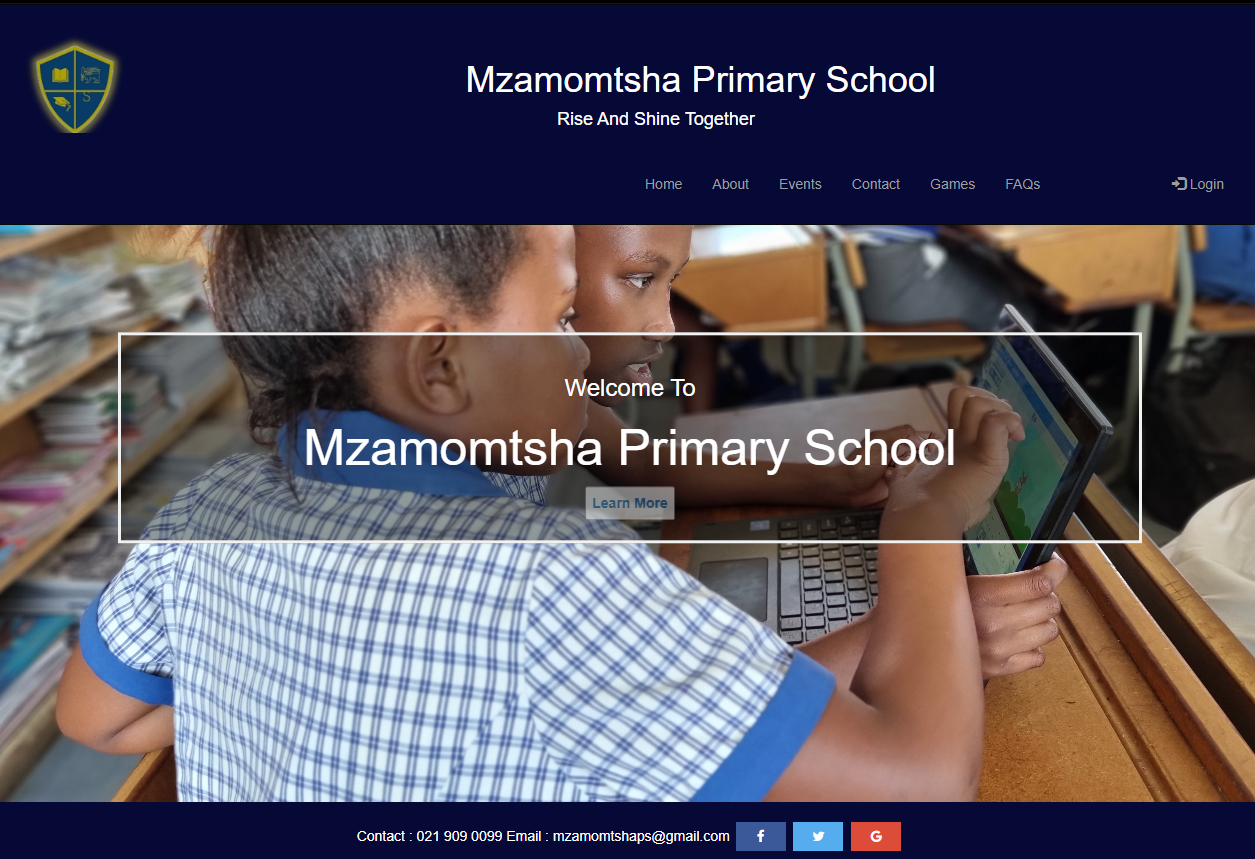 S
Mzamomtsha Primary School
Rise And Shine Together
Home About Events Contact Games FAQs Login
Welcome To
Mzamomtsha Primary School
Learn More
Contact : 021 909 0099 Email : mzamomtshaps@gmail.com f G